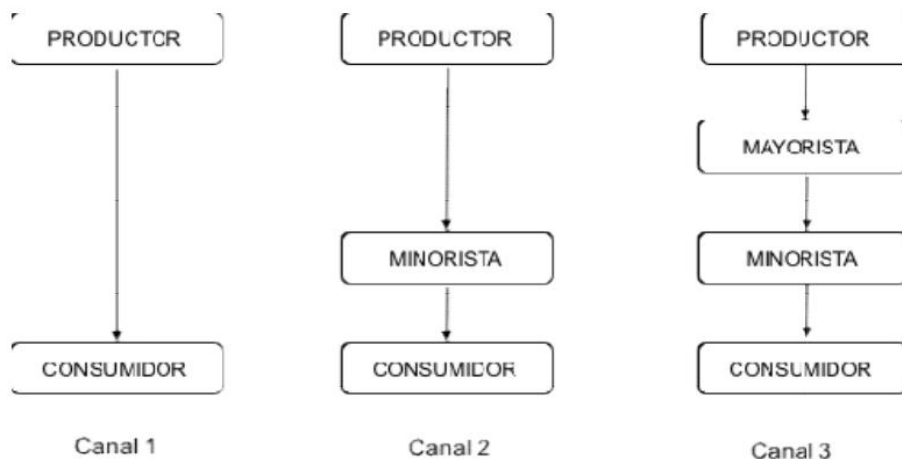 PRODUCTOR
PRODUCTOR
PRODUCTOR
MAYORISTA
MINORISTA
MINORISTA
CONSUMIDOR
CONSUMIDOR
CONSUMIDOR
Canal 1
Canal 2
Canal 3